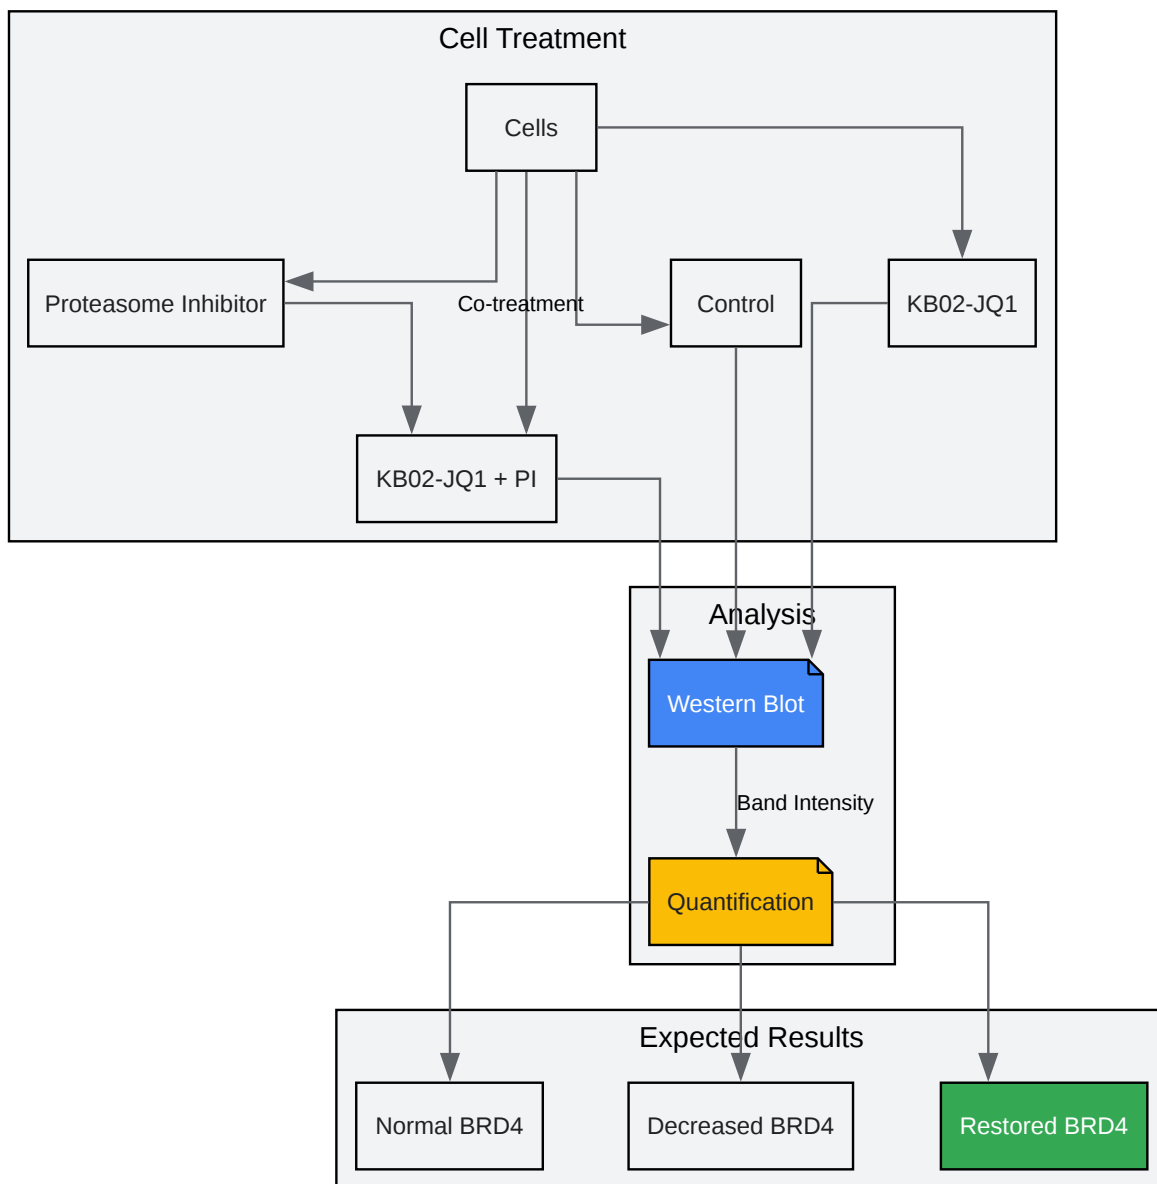 Cell Treatment
Cells
Proteasome Inhibitor
Co-treatment
Control
KB02-JQ1
KB02-JQ1 + PI
Analysis
Western Blot
Band Intensity
Quantification
Expected Results
Normal BRD4
Decreased BRD4
Restored BRD4